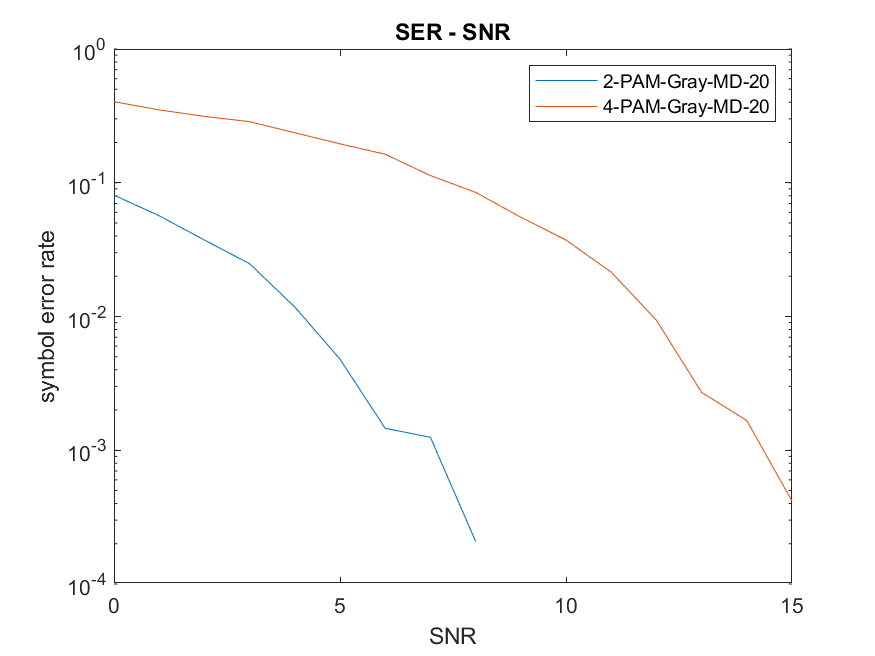 SER - SNR
2-PAM-Gray-MD-20
4-PAM-Gray-MD-20
symbol error rate
10^0
10^-1
10^-2
10^-3
10^-4
0 5 10 15
SNR